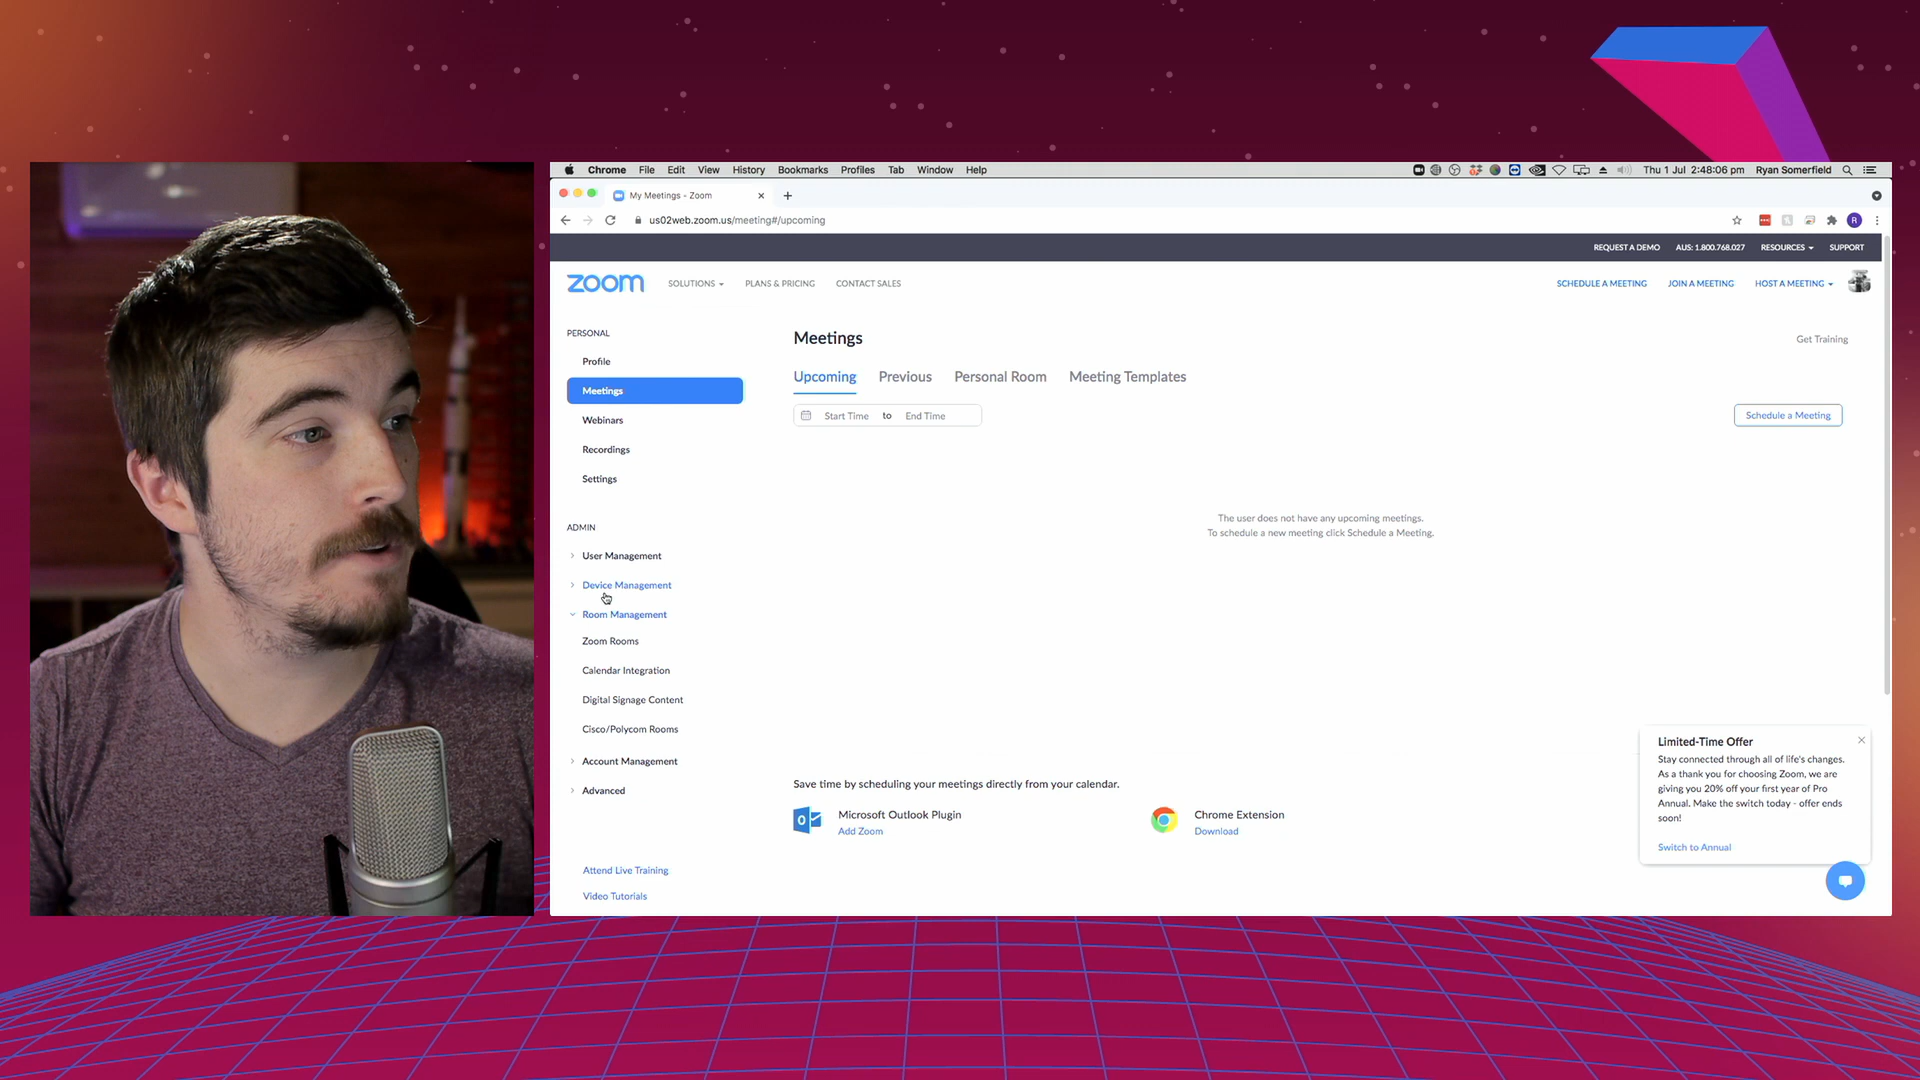 Chrome File Edit View History Bookmarks Profiles Tab Window Help
Thu 1 Jul 2:48:06 pm Ryan Somerfield
My Meetings - Zoom
us02web.zoom.us/meeting#/upcoming
R
REQUEST A DEMO AUS: 1.800.768.027 RESOURCES SUPPORT
zoom SOLUTIONS PLANS & PRICING CONTACT SALES
SCHEDULE A MEETING JOIN A MEETING HOST A MEETING
PERSONAL
Profile
Meetings
Webinars
Recordings
Settings
ADMIN
User Management
Device Management
Room Management
Zoom Rooms
Calendar Integration
Digital Signage Content
Cisco/Polycom Rooms
Account Management
Advanced
Attend Live Training
Video Tutorials
Meetings
Get Training
Upcoming Previous Personal Room Meeting Templates
Start Time to End Time
Schedule a Meeting
The user does not have any upcoming meetings.
To schedule a new meeting click Schedule a Meeting.
Save time by scheduling your meetings directly from your calendar.
Microsoft Outlook Plugin
Add Zoom
Chrome Extension
Download
Limited-Time Offer
Stay connected through all of life's changes.
As a thank you for choosing Zoom, we are
giving you 20% off your first year of Pro
Annual. Make the switch today - offer ends
soon!
Switch to Annual